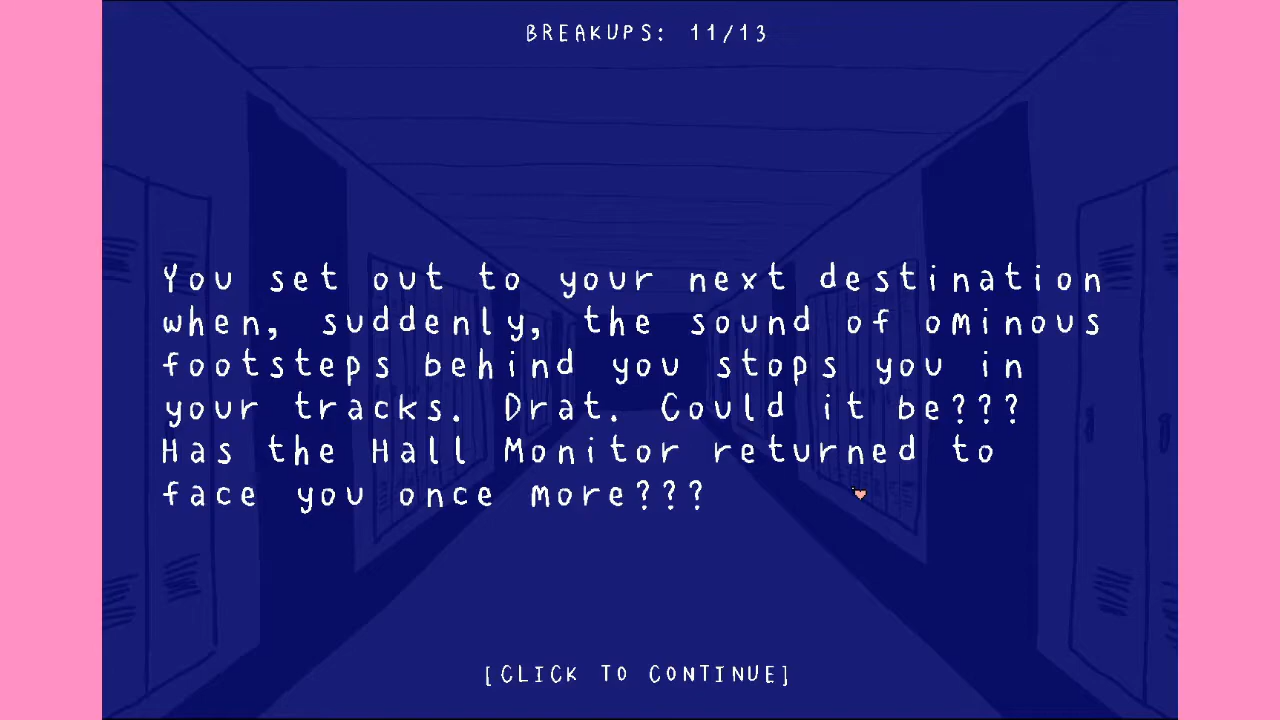 BREAKUPS: 11/13
You set out to your next destination
when, suddenly, the sound of ominous
footsteps behind you stops you in
your tracks. Drat. Could it be???
Has the Hall Monitor returned to
face you once more???
[CLICK TO CONTINUE]